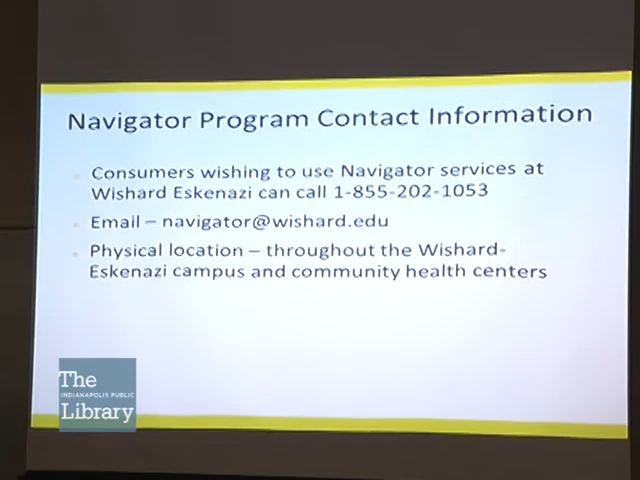 Navigator Program Contact Information
Consumers wishing to use Navigator services at
Wishard Eskenazi can call 1-855-202-1053
Email – navigator@wishard.edu
Physical location – throughout the Wishard-
Eskenazi campus and community health centers
The
INDIANAPOLIS PUBLIC
Library